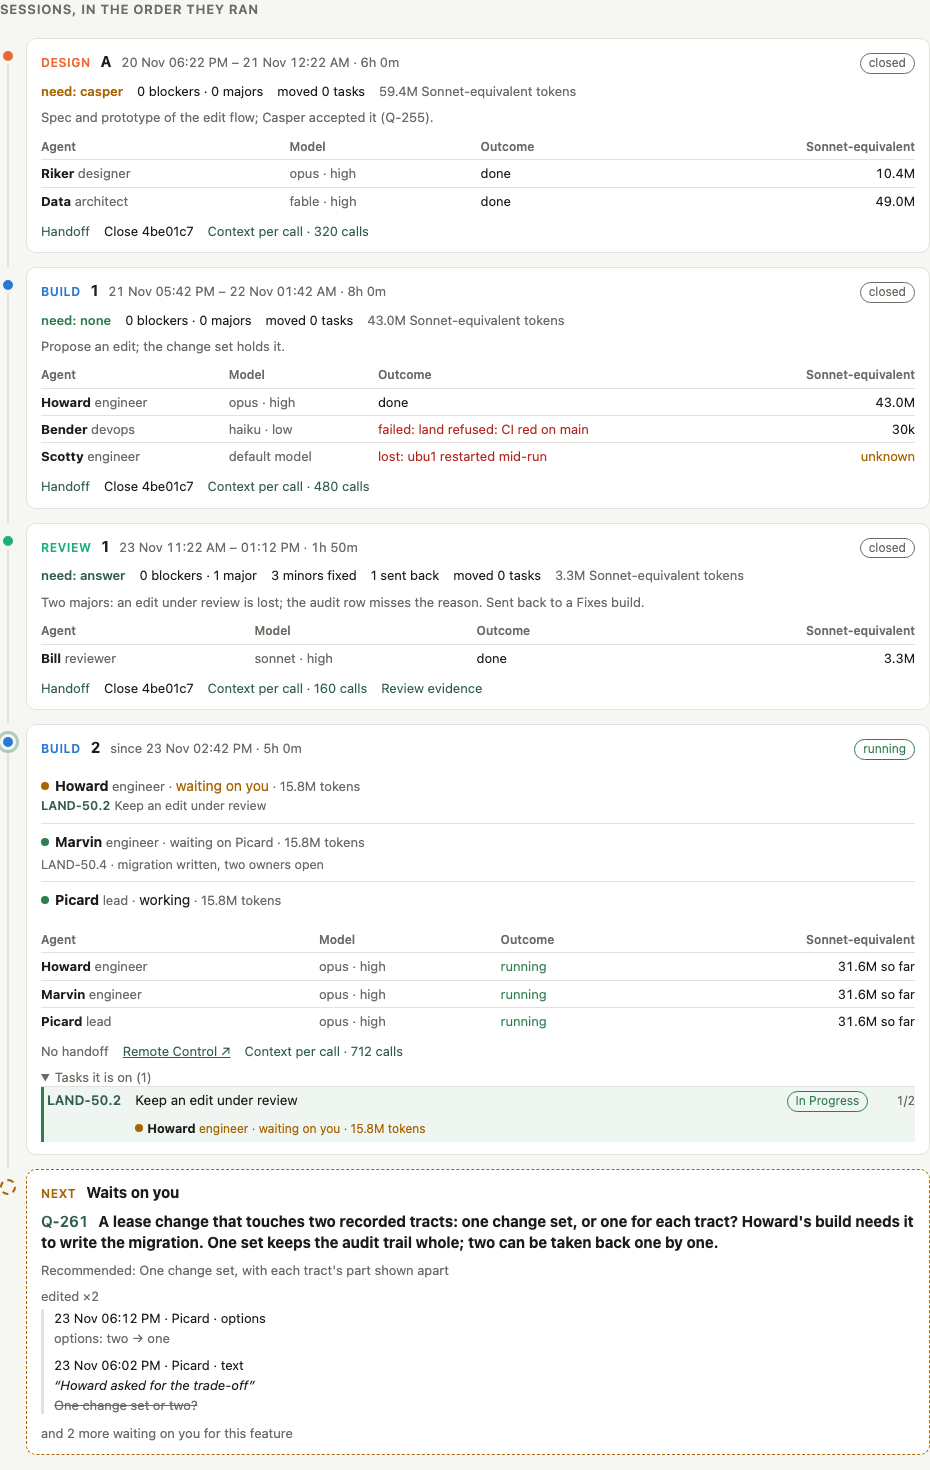 SESSIONS, IN THE ORDER THEY RAN
DESIGN A 20 Nov 06:22 PM – 21 Nov 12:22 AM · 6h 0m closed
need: casper 0 blockers · 0 majors moved 0 tasks 59.4M Sonnet-equivalent tokens
Spec and prototype of the edit flow; Casper accepted it (Q-255).
Agent Model Outcome Sonnet-equivalent
Riker designer opus · high done 10.4M
Data architect fable · high done 49.0M
Handoff Close 4be01c7 Context per call · 320 calls
BUILD 1 21 Nov 05:42 PM – 22 Nov 01:42 AM · 8h 0m closed
need: none 0 blockers · 0 majors moved 0 tasks 43.0M Sonnet-equivalent tokens
Propose an edit; the change set holds it.
Agent Model Outcome Sonnet-equivalent
Howard engineer opus · high done 43.0M
Bender devops haiku · low failed: land refused: CI red on main 30k
Scotty engineer default model lost: ubu1 restarted mid-run unknown
Handoff Close 4be01c7 Context per call · 480 calls
REVIEW 1 23 Nov 11:22 AM – 01:12 PM · 1h 50m closed
need: answer 0 blockers · 1 major 3 minors fixed 1 sent back moved 0 tasks 3.3M Sonnet-equivalent tokens
Two majors: an edit under review is lost; the audit row misses the reason. Sent back to a Fixes build.
Agent Model Outcome Sonnet-equivalent
Bill reviewer sonnet · high done 3.3M
Handoff Close 4be01c7 Context per call · 160 calls Review evidence
BUILD 2 since 23 Nov 02:42 PM · 5h 0m running
Howard engineer · waiting on you · 15.8M tokens
LAND-50.2 Keep an edit under review
Marvin engineer · waiting on Picard · 15.8M tokens
LAND-50.4 · migration written, two owners open
Picard lead · working · 15.8M tokens
Agent Model Outcome Sonnet-equivalent
Howard engineer opus · high running 31.6M so far
Marvin engineer opus · high running 31.6M so far
Picard lead opus · high running 31.6M so far
No handoff Remote Control ↗ Context per call · 712 calls
▼ Tasks it is on (1)
LAND-50.2 Keep an edit under review In Progress 1/2
Howard engineer · waiting on you · 15.8M tokens
NEXT Waits on you
Q-261 A lease change that touches two recorded tracts: one change set, or one for each tract? Howard's build needs it
to write the migration. One set keeps the audit trail whole; two can be taken back one by one.
Recommended: One change set, with each tract's part shown apart
edited ×2
23 Nov 06:12 PM · Picard · options
options: two → one
23 Nov 06:02 PM · Picard · text
“Howard asked for the trade-off”
One change set or two?
and 2 more waiting on you for this feature